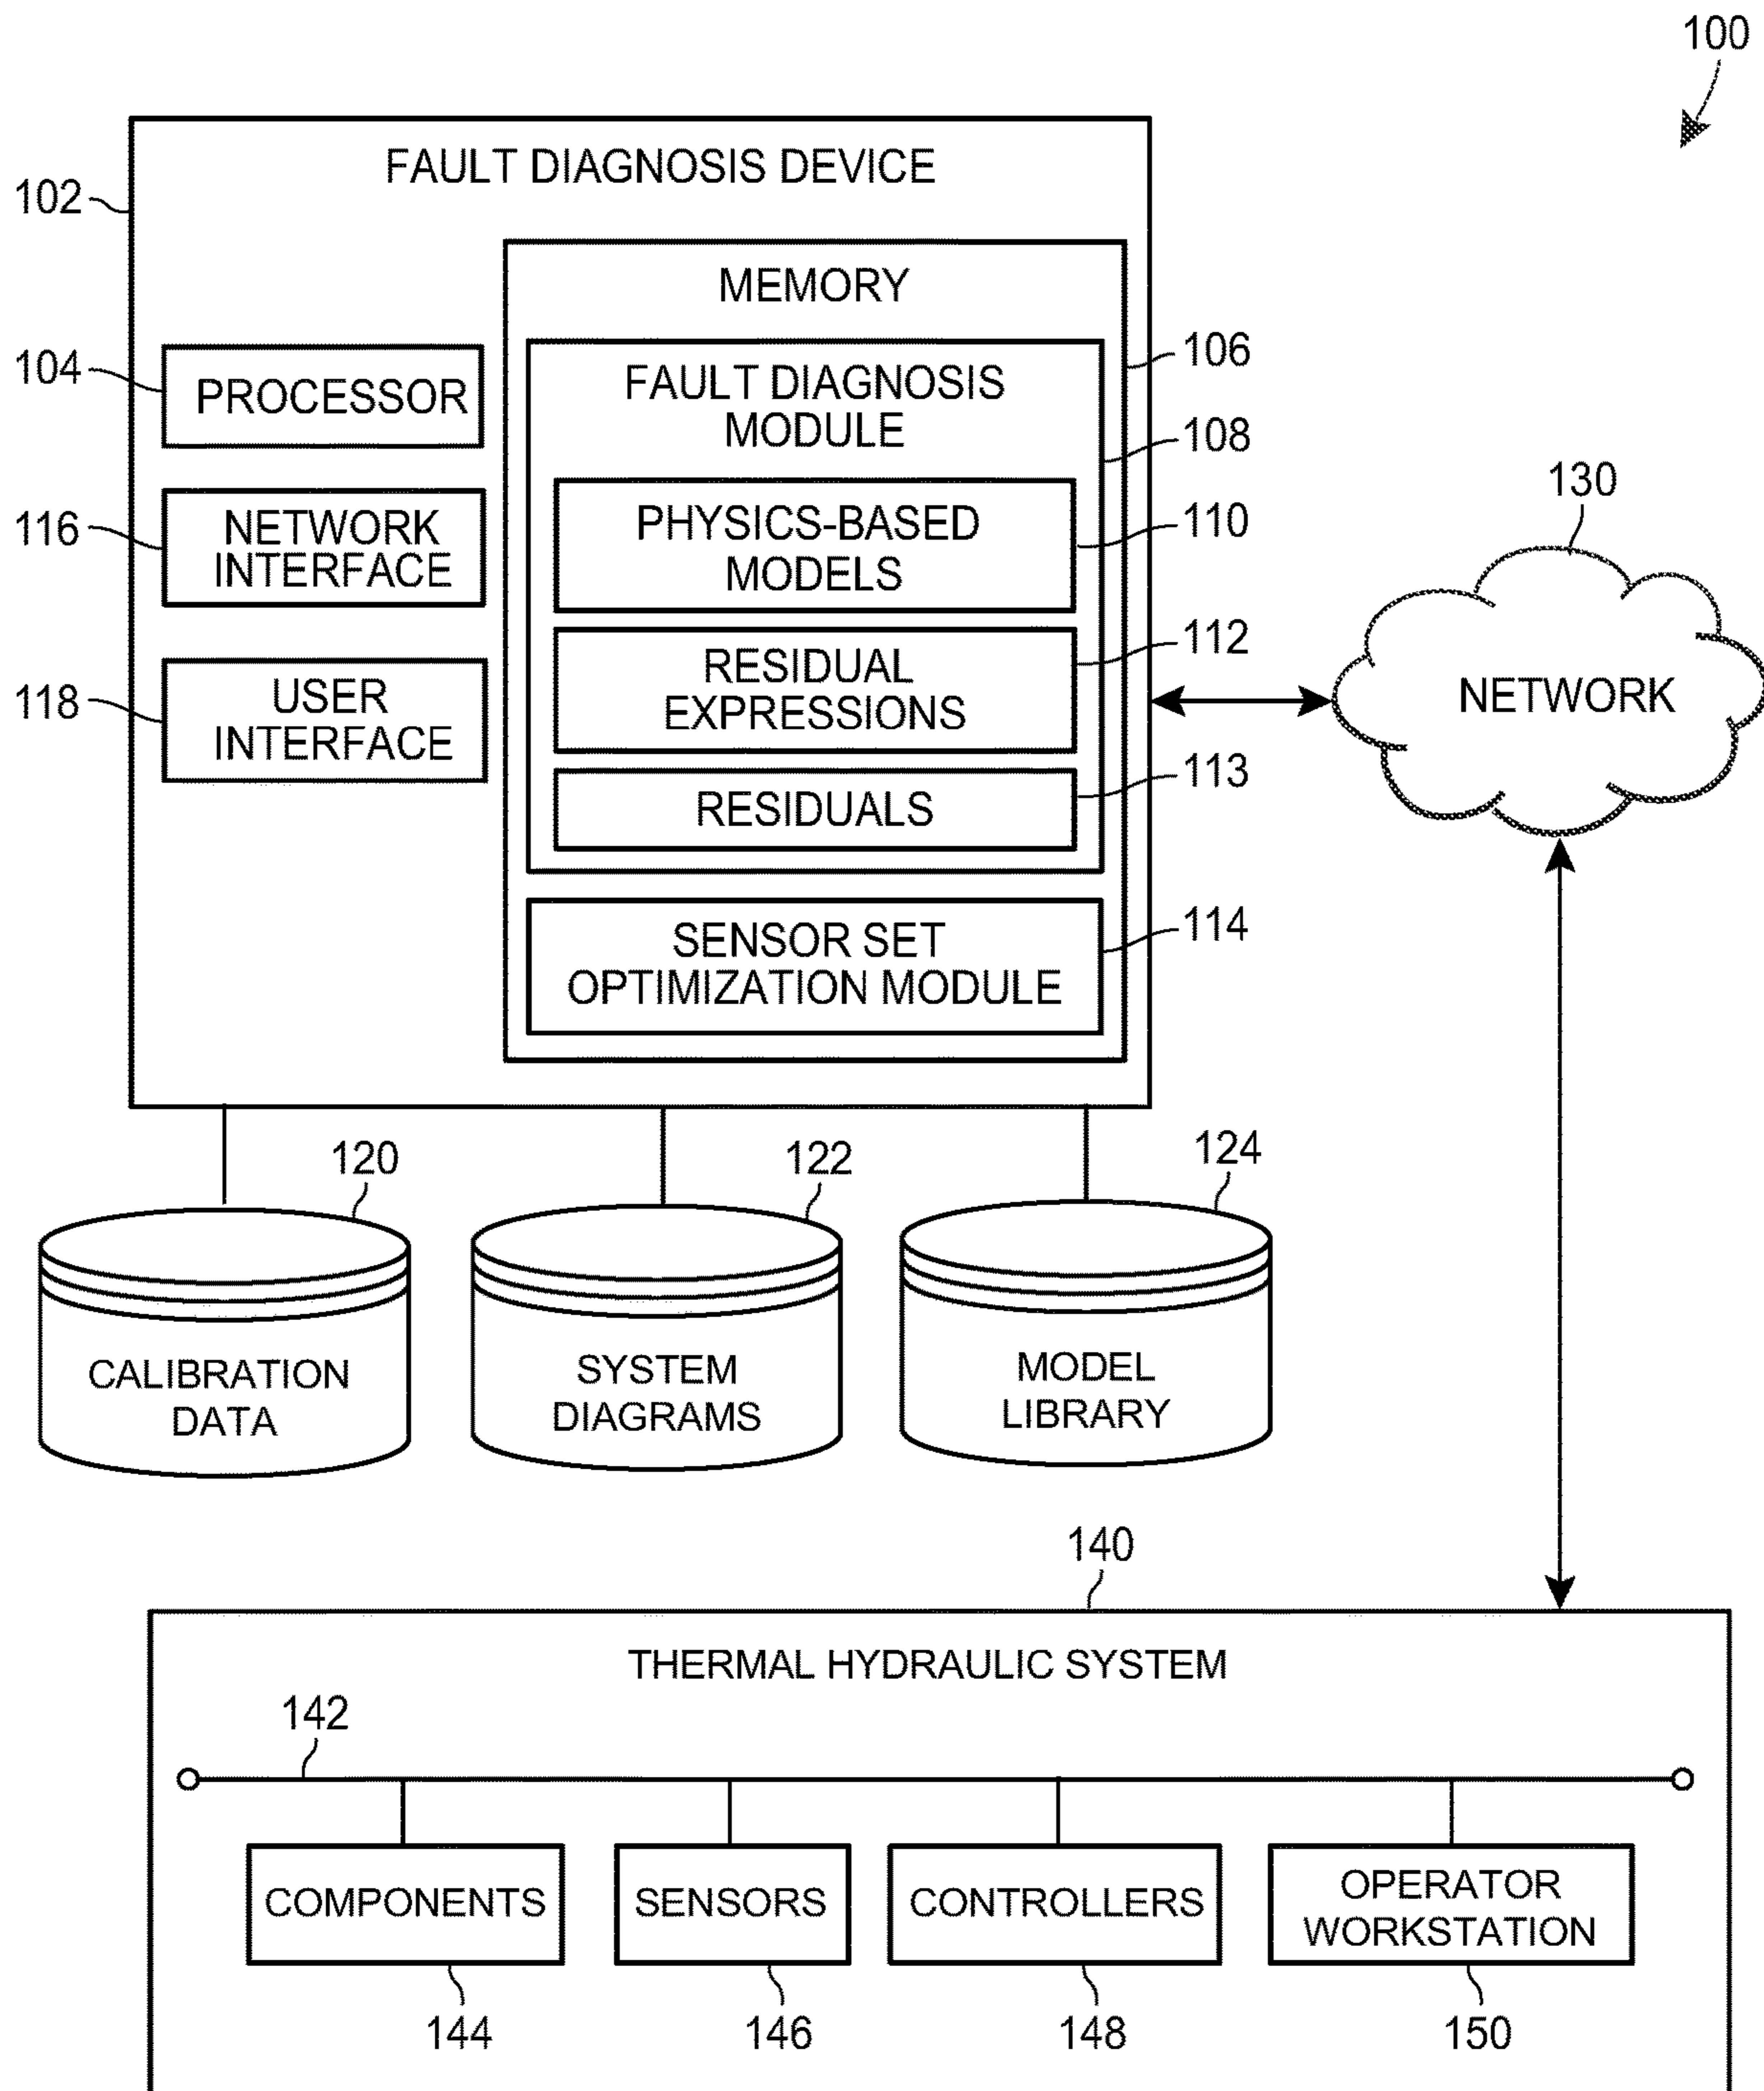 100
FAULT DIAGNOSIS DEVICE
102
MEMORY
104
PROCESSOR
106
FAULT DIAGNOSIS
MODULE
108
116
NETWORK
INTERFACE
PHYSICS-BASED
MODELS
110
130
118
USER
INTERFACE
RESIDUAL
EXPRESSIONS
112
NETWORK
RESIDUALS
113
SENSOR SET
OPTIMIZATION MODULE
114
120
122
124
CALIBRATION
DATA
SYSTEM
DIAGRAMS
MODEL
LIBRARY
140
THERMAL HYDRAULIC SYSTEM
142
COMPONENTS
SENSORS
CONTROLLERS
OPERATOR
WORKSTATION
144
146
148
150